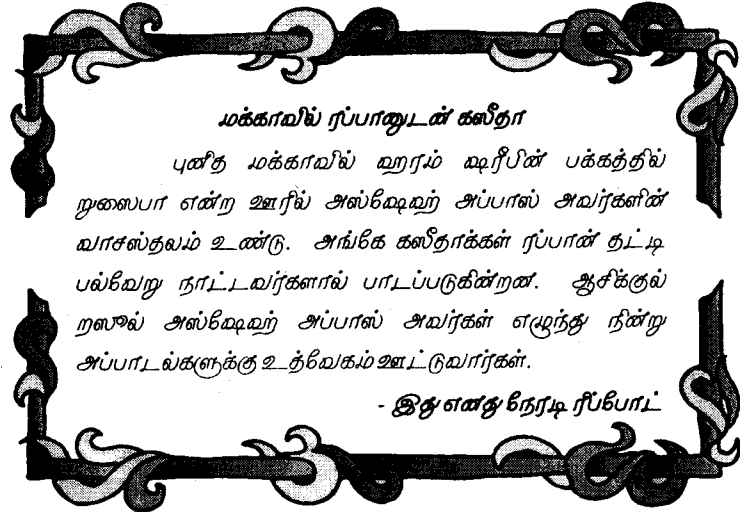 மக்காவில் ரப்பானுடன் கஸீதா
புனித மக்காவில் ஹரம் ஷரீபின் பக்கத்தில்
றுஸைபா என்ற ஊரில் அஸ்ஷேஹ் அப்பாஸ் அவர்களின்
வாசஸ்தலம் உண்டு. அங்கே கஸீதாக்கள் ரப்பான் தட்டி
பல்வேறு நாட்டவர்களால் பாடப்படுகின்றன. ஆசிக்குல்
றஸூல் அஸ்ஷேஹ் அப்பாஸ் அவர்கள் எழுந்து நின்று
அப்பாடல்களுக்கு உத்வேகம் ஊட்டுவார்கள்.
- இது எனது நேரடி ரிப்போட்